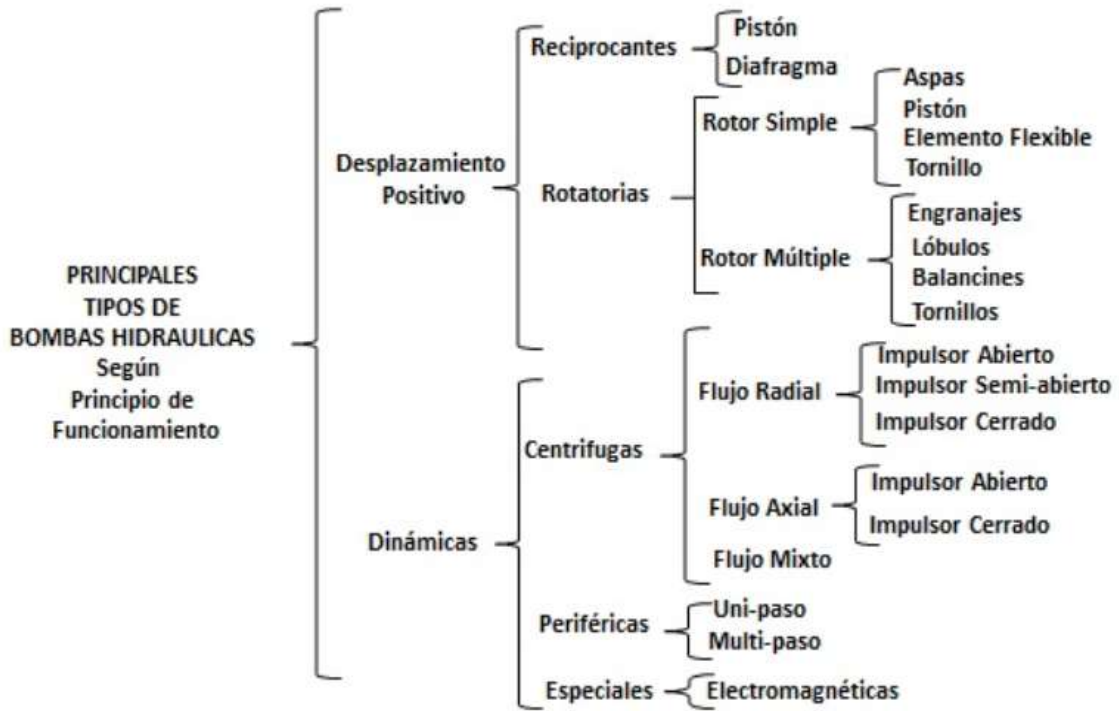 PRINCIPALES
TIPOS DE
BOMBAS HIDRAULICAS
Según
Principio de
Funcionamiento
Desplazamiento
Positivo
Reciprocantes
Pistón
Diafragma
Rotatorias
Rotor Simple
Aspas
Pistón
Elemento Flexible
Tornillo
Rotor Múltiple
Engranajes
Lóbulos
Balancines
Tornillos
Dinámicas
Centrifugas
Flujo Radial
Impulsor Abierto
Impulsor Semi-abierto
Impulsor Cerrado
Flujo Axial
Impulsor Abierto
Impulsor Cerrado
Flujo Mixto
Periféricas
Uni-paso
Multi-paso
Especiales
Electromagnéticas